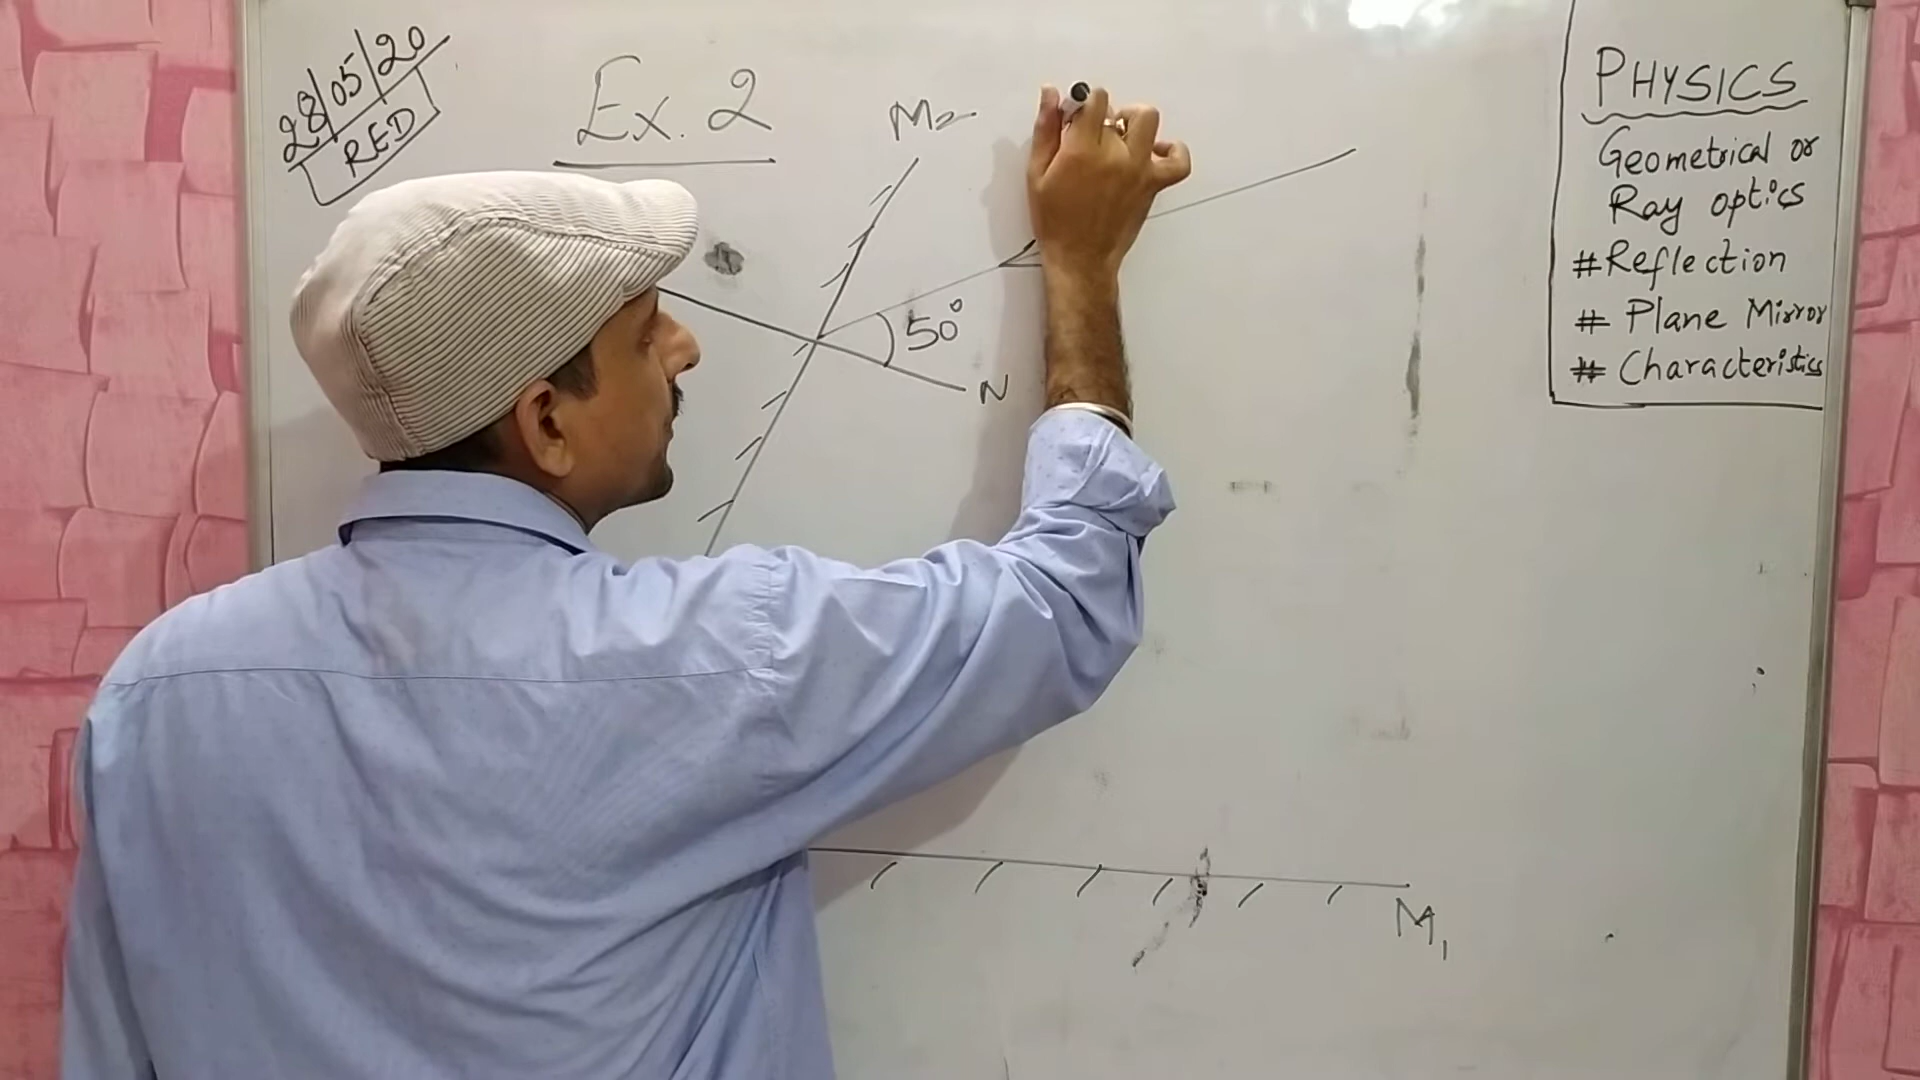 28/05/20
RED
Ex. 2
M2
50°
N
M1
PHYSICS
Geometrical or
Ray optics
# Reflection
# Plane Mirror
# Characteristics